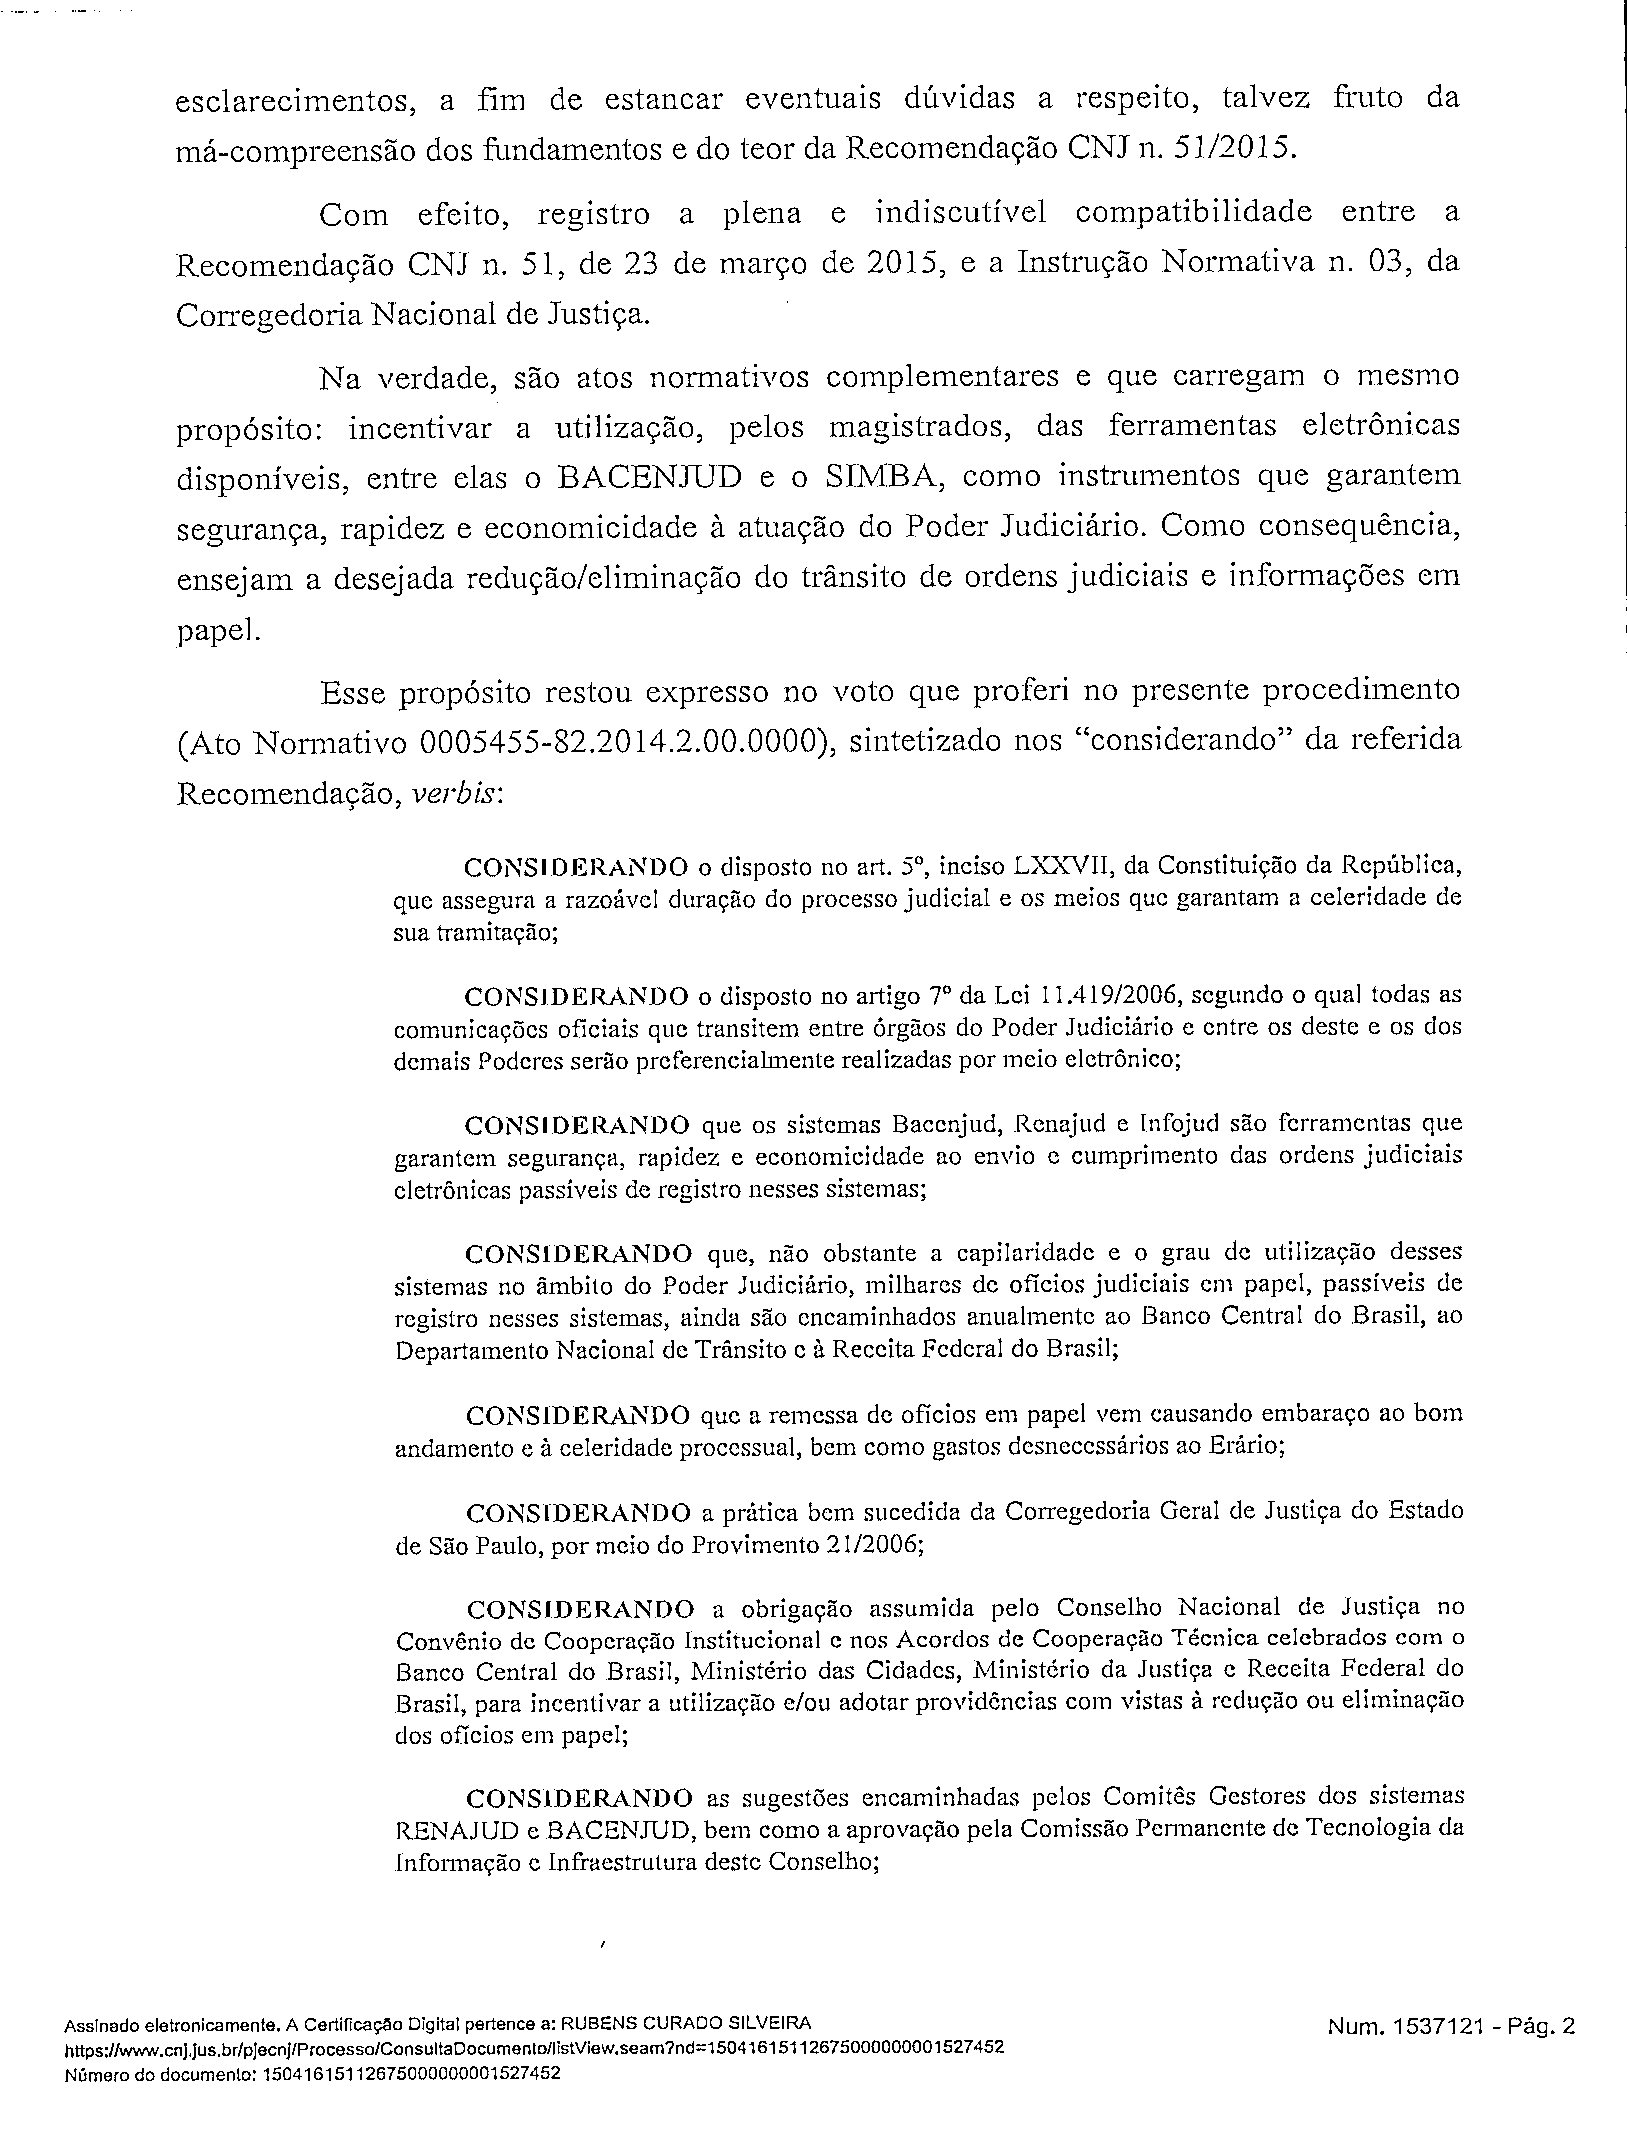 esclarecimentos, a fim de estancar eventuais dúvidas a respeito, talvez fruto da
má-compreensão dos fundamentos e do teor da Recomendação CNJ n. 51/2015.
Com efeito, registro a plena e indiscutível compatibilidade entre a
Recomendação CNJ n. 51, de 23 de março de 2015, e a Instrução Normativa n. 03, da
Corregedoria Nacional de Justiça.
Na verdade, são atos normativos complementares e que carregam o mesmo
propósito: incentivar a utilização, pelos magistrados, das ferramentas eletrônicas
disponíveis, entre elas o BACENJUD e o SIMBA, como instrumentos que garantem
segurança, rapidez e economicidade à atuação do Poder Judiciário. Como consequência,
ensejam a desejada redução/eliminação do trânsito de ordens judiciais e informações em
papel.
Esse propósito restou expresso no voto que proferi no presente procedimento
(Ato Normativo 0005455-82.2014.2.00.0000), sintetizado nos “considerando” da referida
Recomendação, verbis:
CONSIDERANDO o disposto no art. 5º, inciso LXXVII, da Constituição da República,
que assegura a razoável duração do processo judicial e os meios que garantam a celeridade de
sua tramitação;
CONSIDERANDO o disposto no artigo 7º da Lei 11.419/2006, segundo o qual todas as
comunicações oficiais que transitem entre órgãos do Poder Judiciário e entre os deste e os dos
demais Poderes serão preferencialmente realizadas por meio eletrônico;
CONSIDERANDO que os sistemas Bacenjud, Renajud e Infojud são ferramentas que
garantem segurança, rapidez e economicidade ao envio e cumprimento das ordens judiciais
eletrônicas passíveis de registro nesses sistemas;
CONSIDERANDO que, não obstante a capilaridade e o grau de utilização desses
sistemas no âmbito do Poder Judiciário, milhares de ofícios judiciais em papel, passíveis de
registro nesses sistemas, ainda são encaminhados anualmente ao Banco Central do Brasil, ao
Departamento Nacional de Trânsito e à Receita Federal do Brasil;
CONSIDERANDO que a remessa de ofícios em papel vem causando embaraço ao bom
andamento e à celeridade processual, bem como gastos desnecessários ao Erário;
CONSIDERANDO a prática bem sucedida da Corregedoria Geral de Justiça do Estado
de São Paulo, por meio do Provimento 21/2006;
CONSIDERANDO a obrigação assumida pelo Conselho Nacional de Justiça no
Convênio de Cooperação Institucional e nos Acordos de Cooperação Técnica celebrados com o
Banco Central do Brasil, Ministério das Cidades, Ministério da Justiça e Receita Federal do
Brasil, para incentivar a utilização e/ou adotar providências com vistas à redução ou eliminação
dos ofícios em papel;
CONSIDERANDO as sugestões encaminhadas pelos Comitês Gestores dos sistemas
RENAJUD e BACENJUD, bem como a aprovação pela Comissão Permanente de Tecnologia da
Informação e Infraestrutura deste Conselho;
Assinado eletronicamente. A Certificação Digital pertence a: RUBENS CURADO SILVEIRA
https://www.cnj.jus.br/pjecnj/Processo/ConsultaDocumento/listView.seam?nd=15041615112675000000001527452
Número do documento: 15041615112675000000001527452
Num. 1537121 - Pág. 2